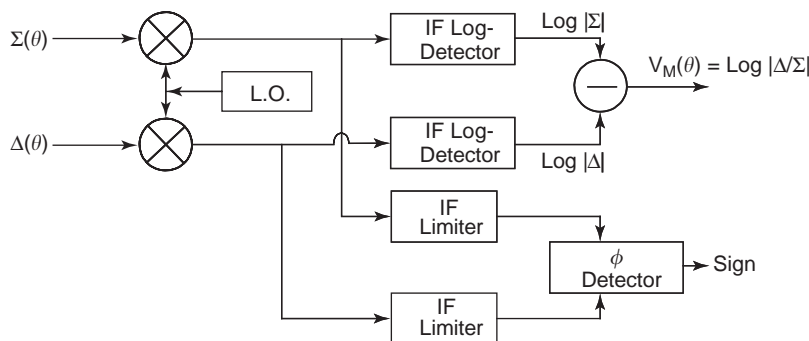 Σ(θ)
IF Log-
Detector
Log |Σ|
L.O.
V_M(θ) = Log |Δ/Σ|
Δ(θ)
IF Log-
Detector
Log |Δ|
IF
Limiter
ϕ
Detector
Sign
IF
Limiter